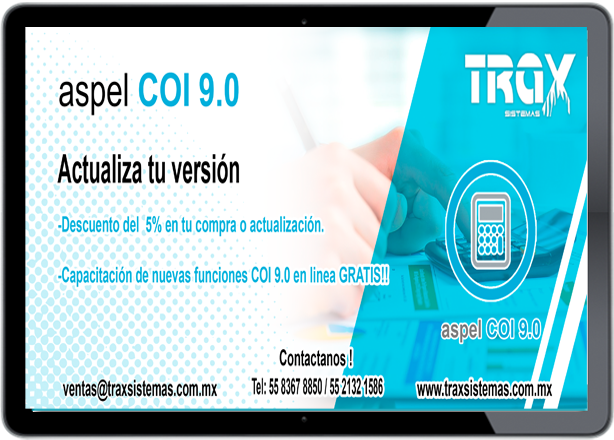 TRAX
SISTEMAS
aspel COI 9.0
Actualiza tu versión
-Descuento del 5% en tu compra o actualización.
-Capacitación de nuevas funciones COI 9.0 en linea GRATIS!!
aspel COI 9.0
Contactanos !
ventas@traxsistemas.com.mx
Tel: 55 8367 8850 / 55 2132 1586
www.traxsistemas.com.mx